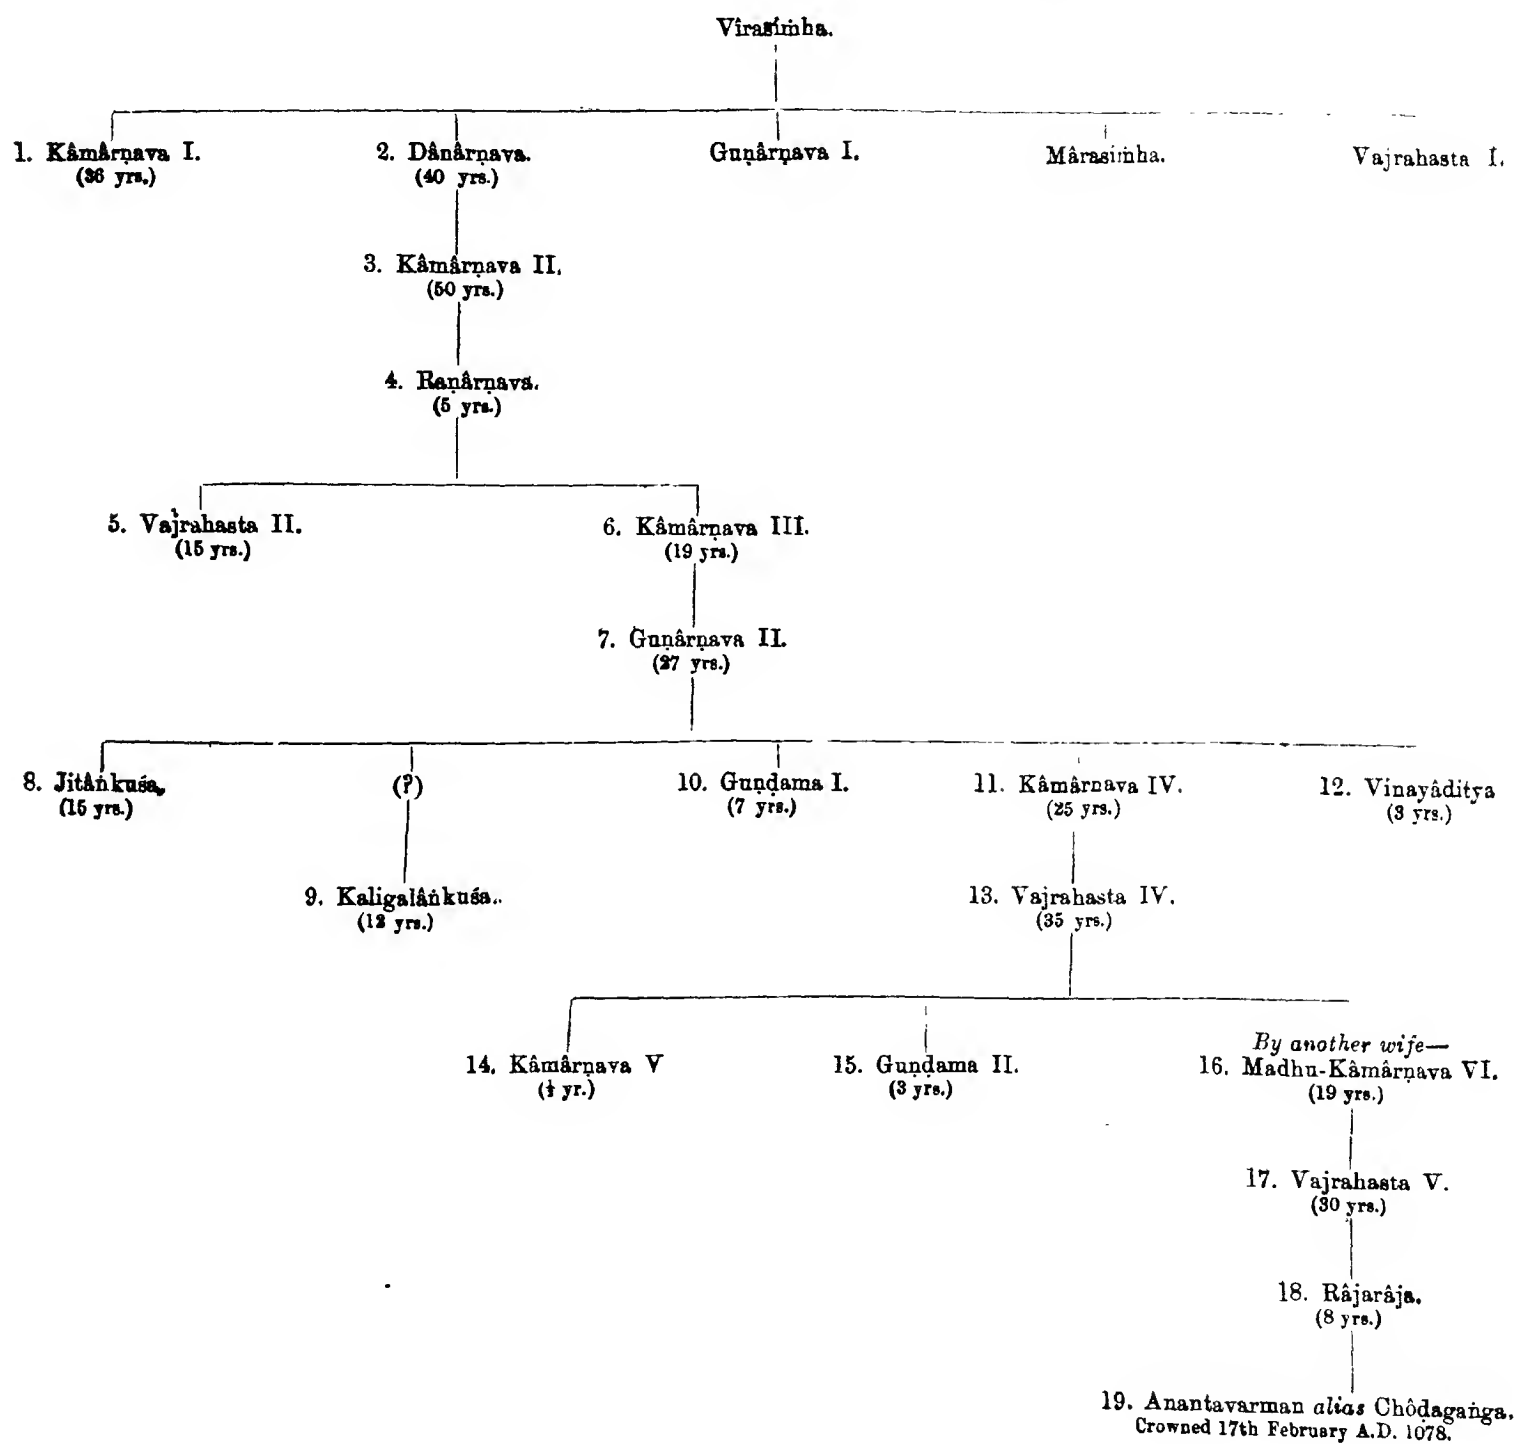 Vîrasiṁha.
1. Kâmârṇava I.
(36 yrs.)
2. Dânârṇava.
(40 yrs.)
Guṇârṇava I.
Mârasiṁha.
Vajrahasta I.
3. Kâmârṇava II.
(50 yrs.)
4. Raṇârṇava.
(5 yrs.)
5. Vajrahasta II.
(15 yrs.)
6. Kâmârṇava III.
(19 yrs.)
7. Guṇârṇava II.
(27 yrs.)
8. Jitâṅkuśa.
(15 yrs.)
(?)
10. Guṇḍama I.
(7 yrs.)
11. Kâmârṇava IV.
(25 yrs.)
12. Vinayâditya
(3 yrs.)
9. Kaligalâṅkuśa.
(12 yrs.)
13. Vajrahasta IV.
(35 yrs.)
14. Kâmârṇava V
(½ yr.)
15. Guṇḍama II.
(3 yrs.)
By another wife—
16. Madhu-Kâmârṇava VI.
(19 yrs.)
17. Vajrahasta V.
(30 yrs.)
18. Râjarâja.
(8 yrs.)
19. Anantavarman alias Chôḍagaṅga.
Crowned 17th February A.D. 1078.